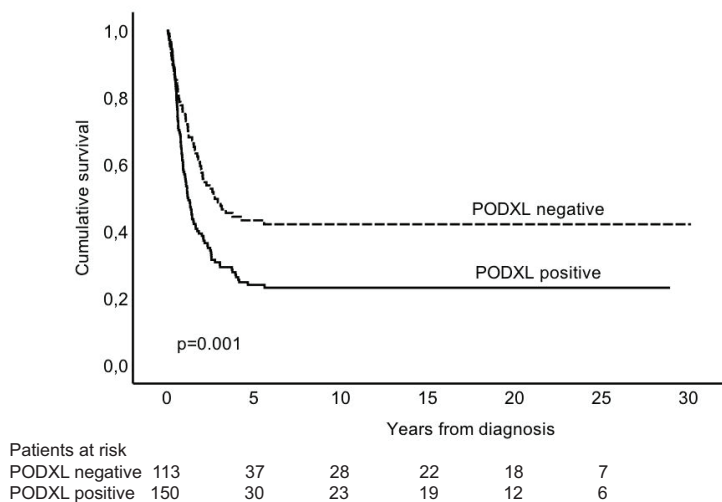 1,0
0,8
0,6
0,4
0,2
0,0
Cumulative survival
PODXL negative
PODXL positive
p=0.001
0 5 10 15 20 25 30
Years from diagnosis
Patients at risk
PODXL negative 113 37 28 22 18 7
PODXL positive 150 30 23 19 12 6